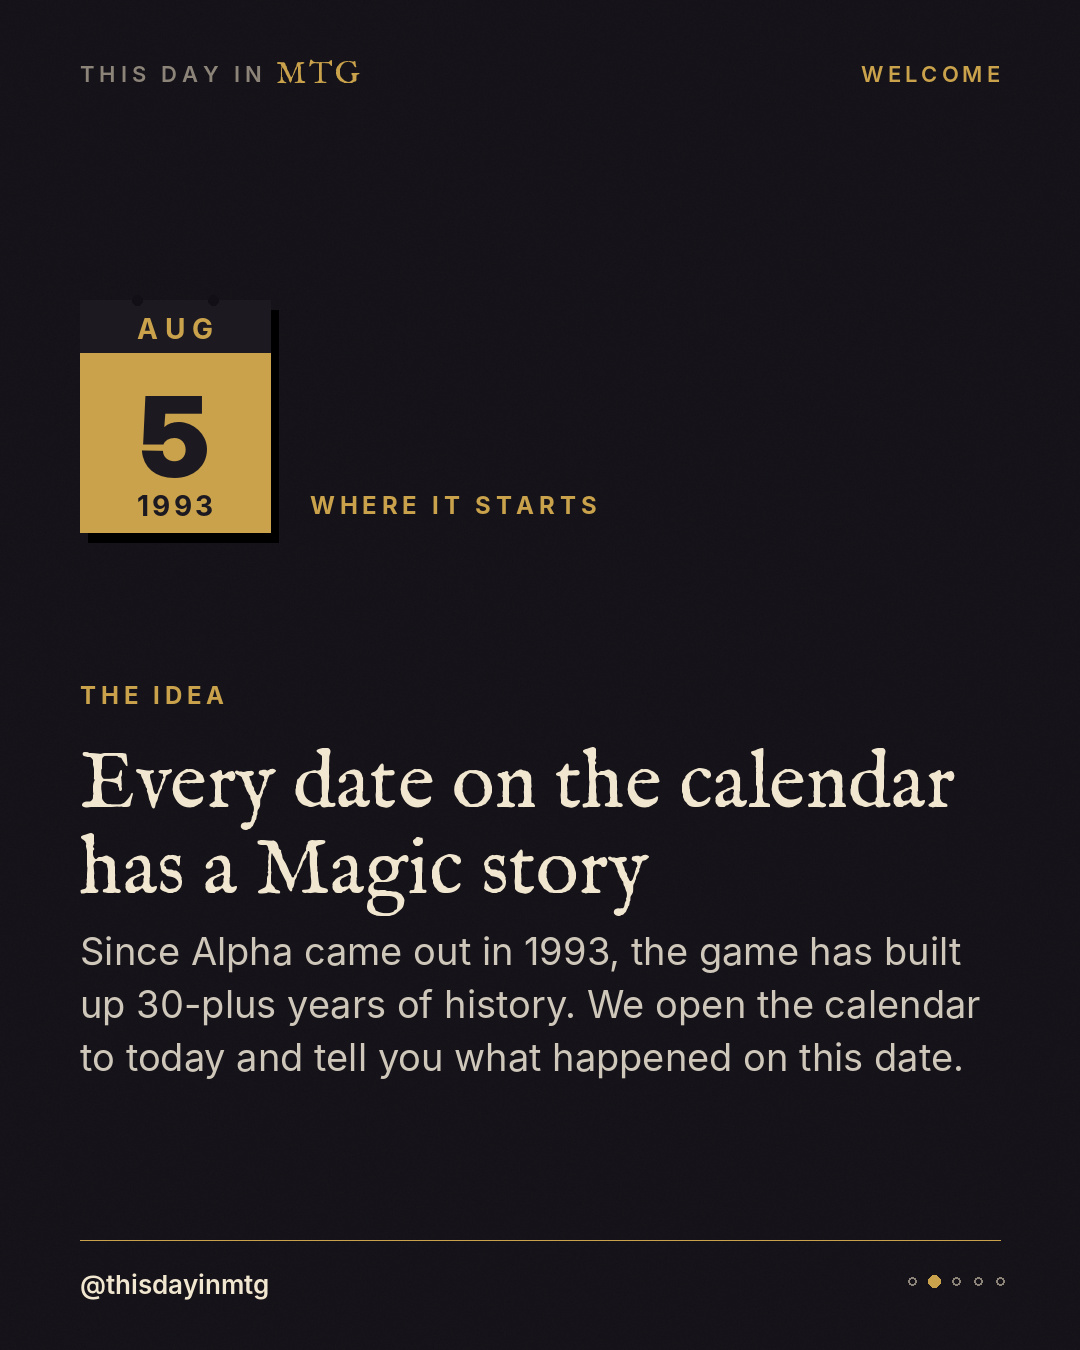 THIS DAY IN MTG
WELCOME
AUG
5
1993
WHERE IT STARTS
THE IDEA
Every date on the calendar
has a Magic story
Since Alpha came out in 1993, the game has built
up 30-plus years of history. We open the calendar
to today and tell you what happened on this date.
@thisdayinmtg